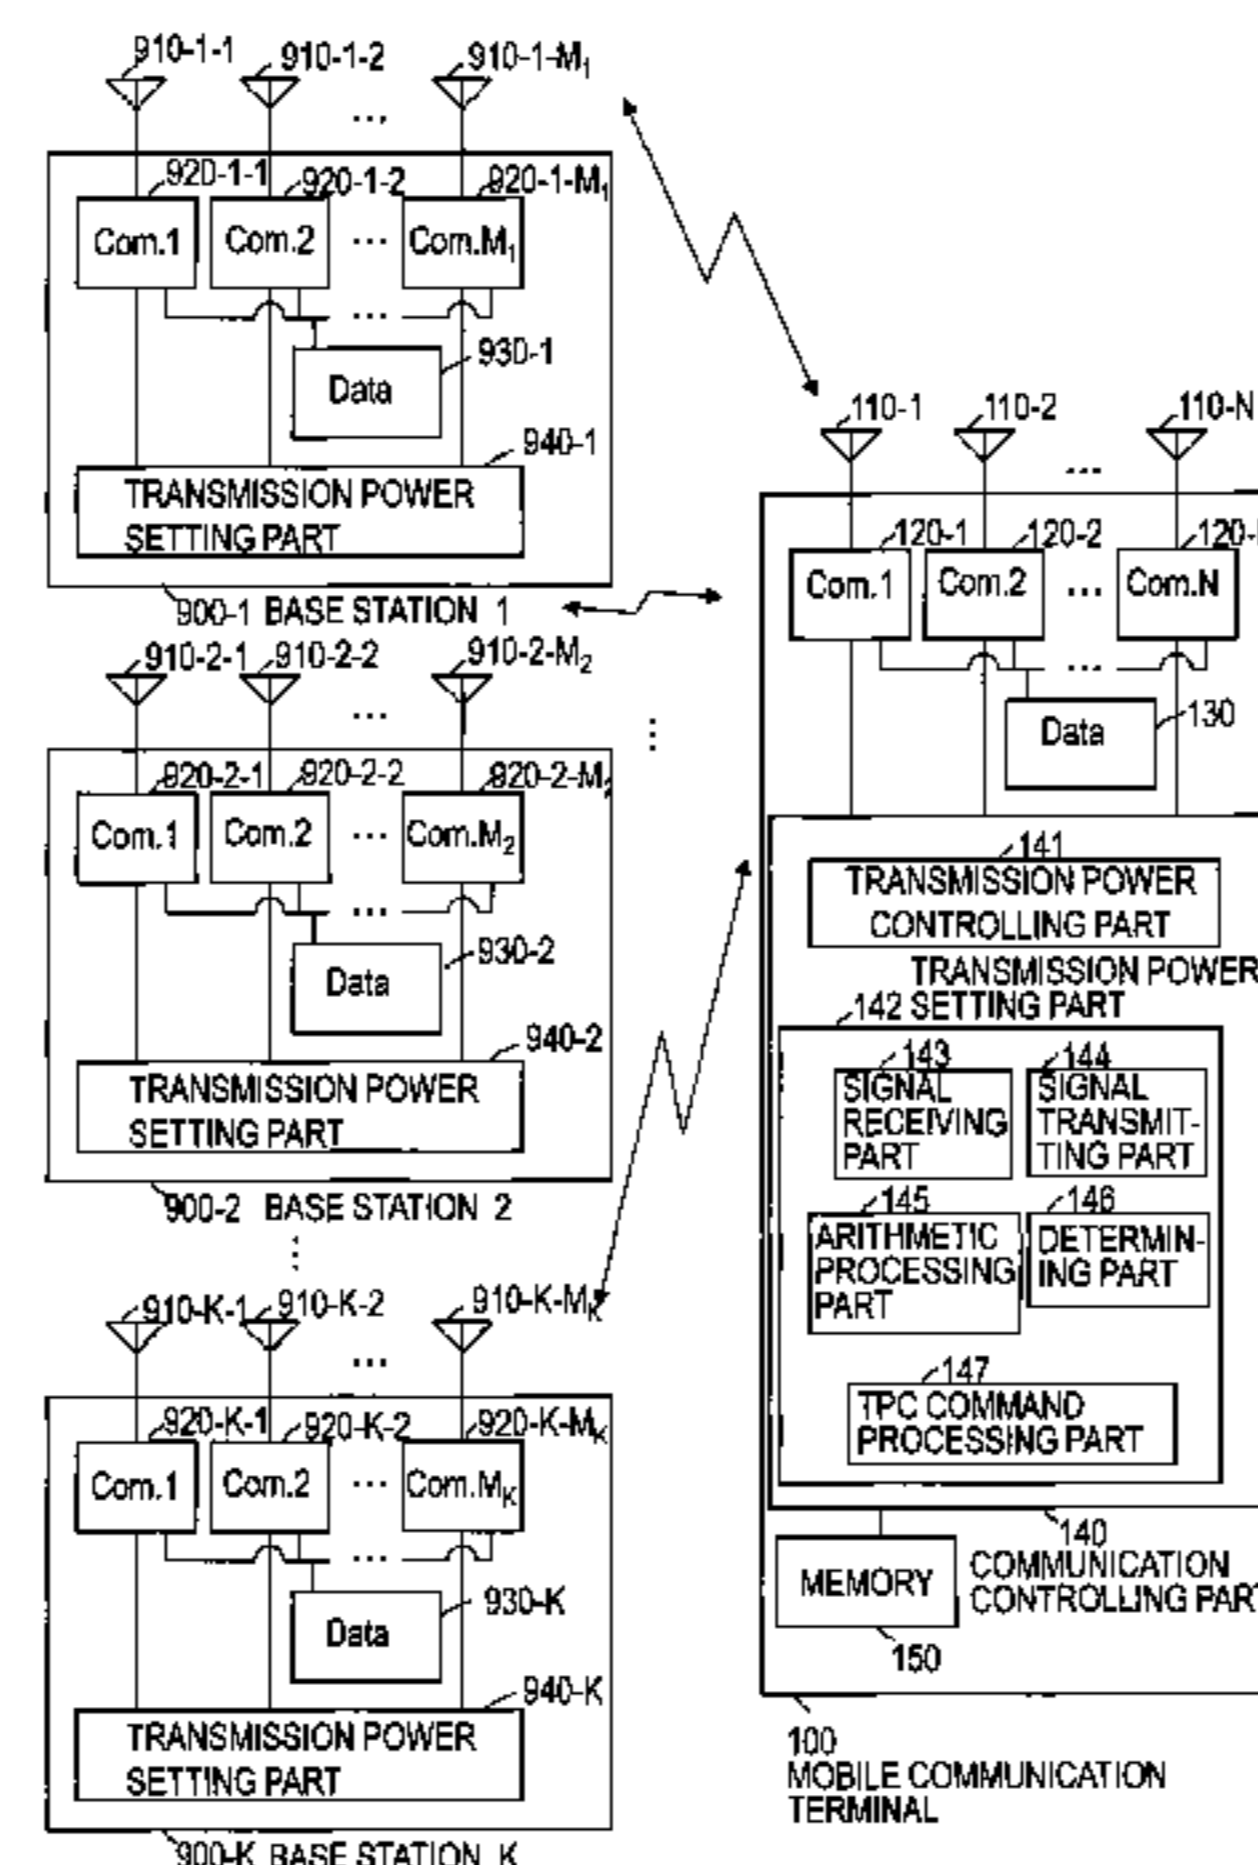 910-1-1 910-1-2 910-1-M₁
...
920-1-1 920-1-2 920-1-M₁
Com.1 Com.2 ... Com.M₁
...
930-1
Data
940-1
TRANSMISSION POWER
SETTING PART
900-1 BASE STATION 1
910-2-1 910-2-2 910-2-M₂
...
920-2-1 920-2-2 920-2-M
Com.1 Com.2 ... Com.M₂
...
930-2
Data
940-2
TRANSMISSION POWER
SETTING PART
900-2 BASE STATION 2
910-K-1 910-K-2 910-K-M_K
...
920-K-1 920-K-2 920-K-M_K
Com.1 Com.2 ... Com.M_K
...
930-K
Data
940-K
TRANSMISSION POWER
SETTING PART
900-K BASE STATION K
110-1 110-2 110-N
...
120-1 120-2 120-
Com.1 Com.2 ... Com.N
...
130
Data
141
TRANSMISSION POWER
CONTROLLING PART
TRANSMISSION POWER
142 SETTING PART
143
SIGNAL
RECEIVING
PART
144
SIGNAL
TRANSMIT-
TING PART
145
ARITHMETIC
PROCESSING
PART
146
DETERMIN-
ING PART
147
TPC COMMAND
PROCESSING PART
140
COMMUNICATION
CONTROLLING PART
MEMORY
150
100
MOBILE COMMUNICATION
TERMINAL